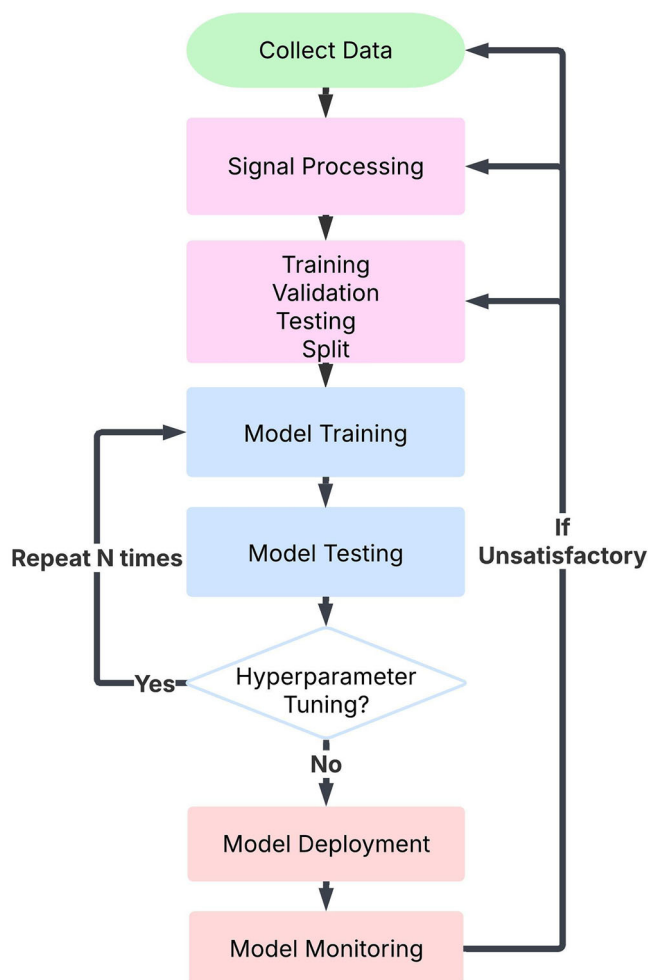 Collect Data
Signal Processing
Training
Validation
Testing
Split
Model Training
Model Testing
Repeat N times
If
Unsatisfactory
Hyperparameter
Tuning?
Yes
No
Model Deployment
Model Monitoring